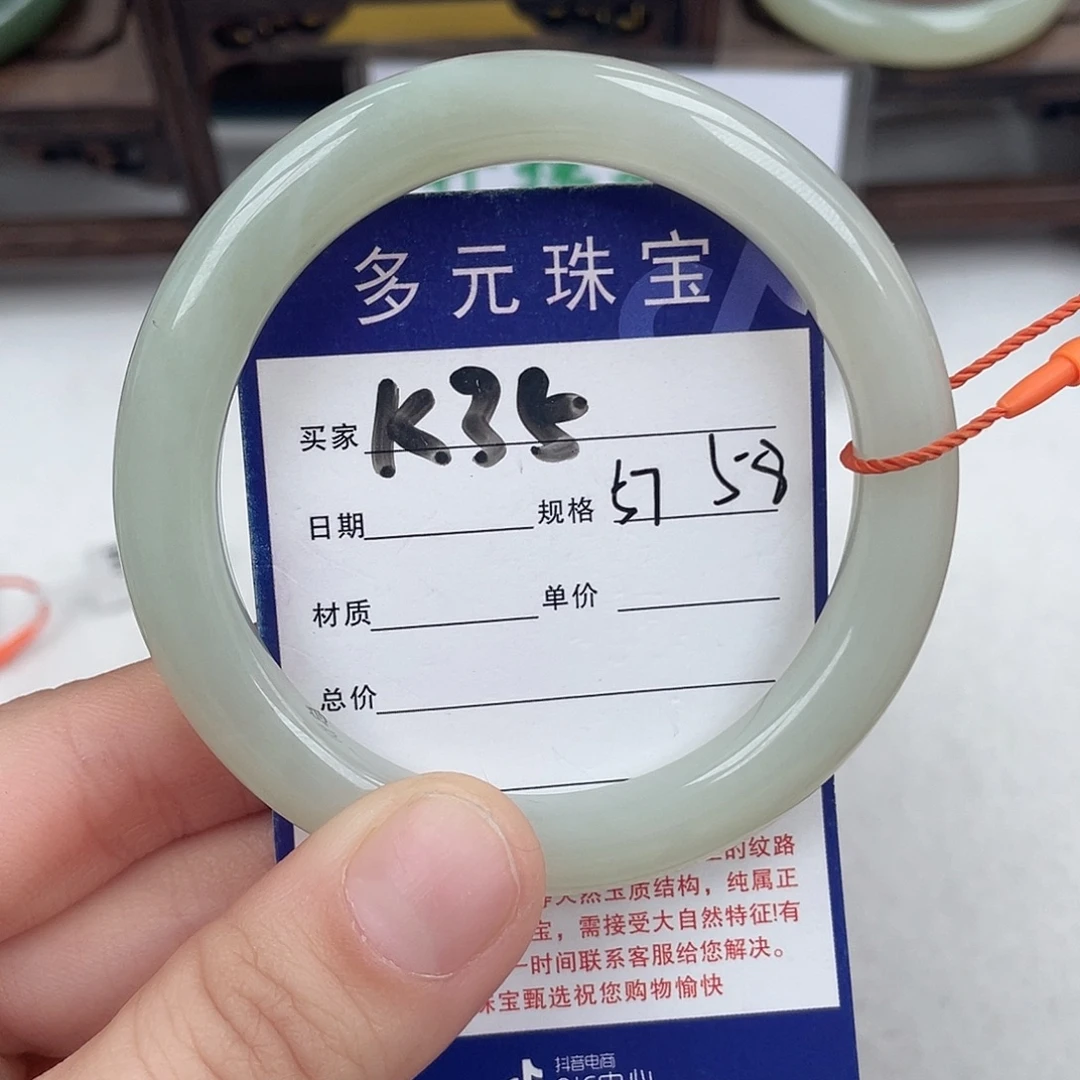 多元珠宝
买家 K35
日期 规格 57 58
材质 单价
总价
的纹路
天然玉质结构，纯属正
宝，需接受大自然特征!有
一时间联系客服给您解决。
珠宝甄选祝您购物愉快
抖音电商